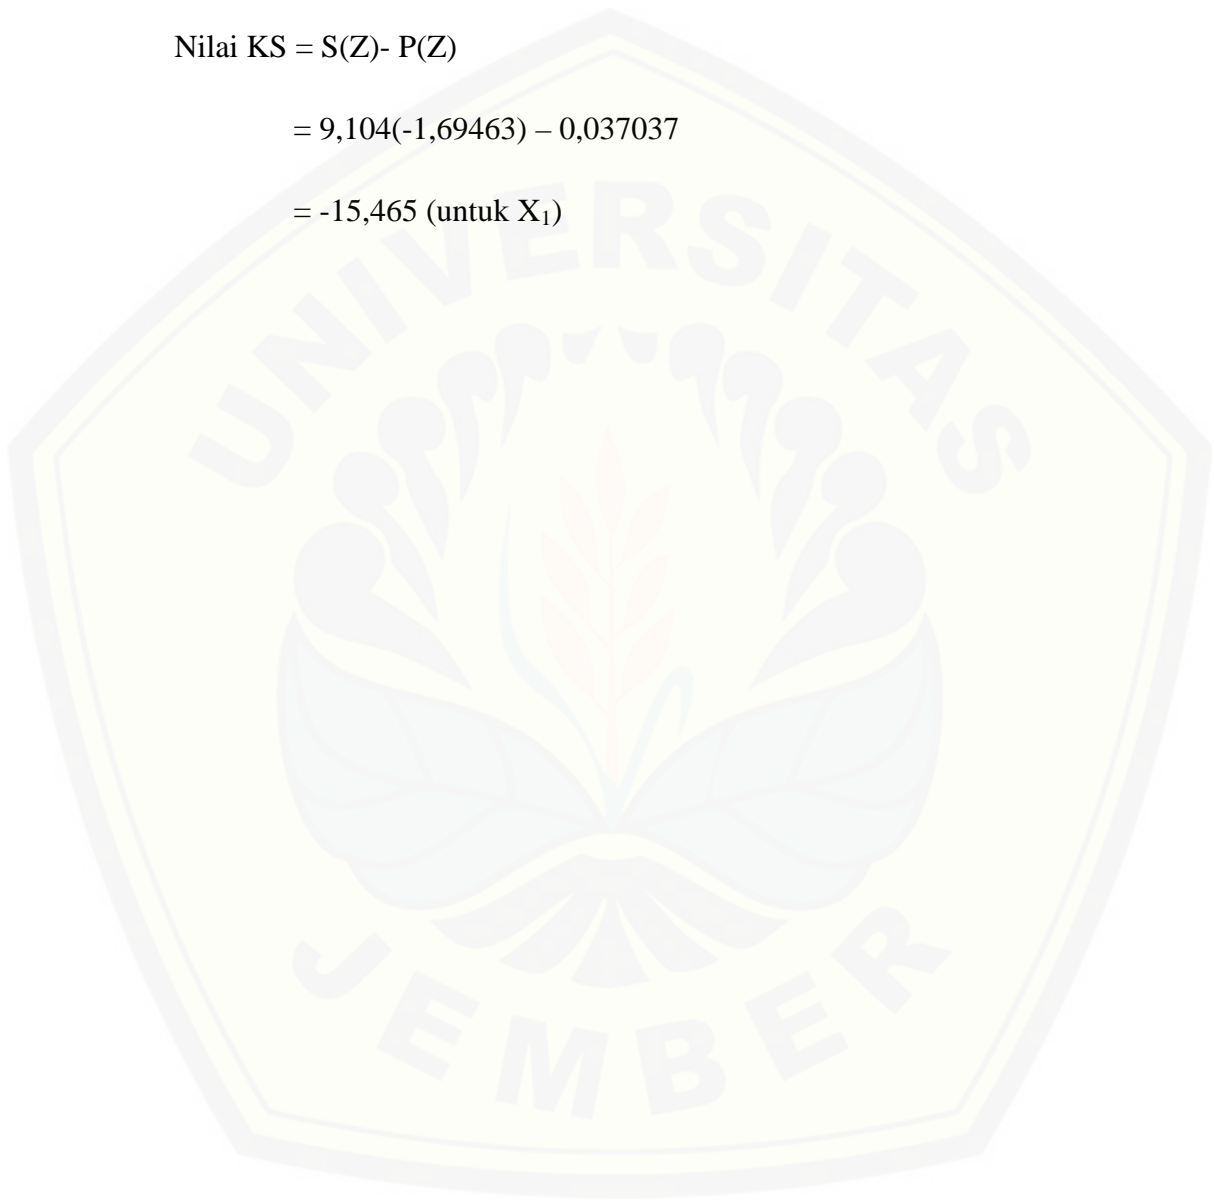 Nilai KS = S(Z)- P(Z)
= 9,104(-1,69463) – 0,037037
= -15,465 (untuk X₁)
UNIVERSITAS
JEMBER